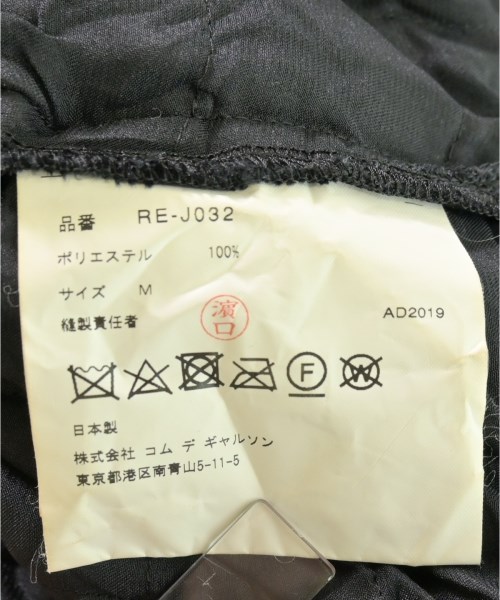 品番 RE-J032
ポリエステル 100%
サイズ M
縫製責任者 濱口 AD2019
F W
日本製
株式会社 コム デ ギャルソン
東京都港区南青山5-11-5